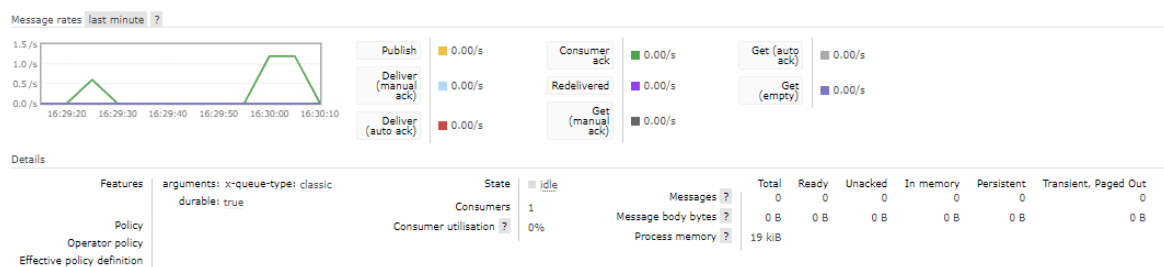 Message rates last minute ?
1.5 /s
1.0 /s
0.5 /s
0.0 /s
16:29:20 16:29:30 16:29:40 16:29:50 16:30:00 16:30:10
Publish 0.00/s
Deliver
(manual
ack)
0.00/s
Deliver
(auto ack)
0.00/s
Consumer
ack
0.00/s
Redelivered 0.00/s
Get
(manual
ack)
0.00/s
Get (auto
ack)
0.00/s
Get
(empty)
0.00/s
Details
Features arguments: x-queue-type: classic
durable: true
Policy
Operator policy
Effective policy definition
State idle
Consumers 1
Consumer utilisation ? 0%
Total Ready Unacked In memory Persistent Transient, Paged Out
Messages ? 0 0 0 0 0 0
Message body bytes ? 0 B 0 B 0 B 0 B 0 B 0 B
Process memory ? 19 kiB